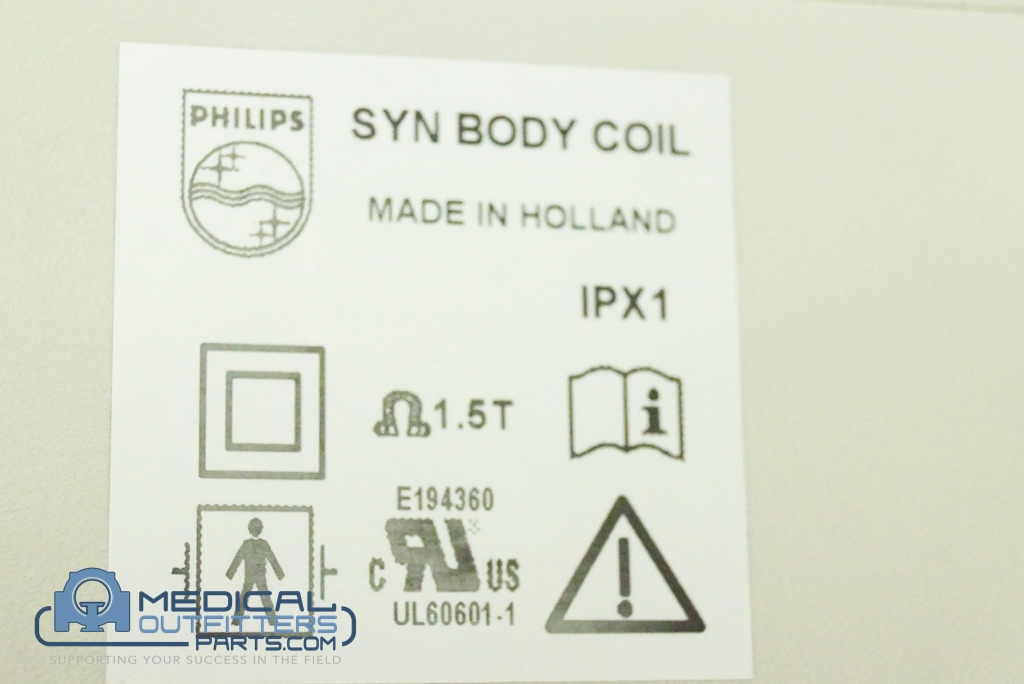 PHILIPS
SYN BODY COIL
MADE IN HOLLAND
IPX1
1.5T
i
E194360
C RU US
UL60601-1
!
MEDICAL
OUTFITTERS
PARTS.COM
SUPPORTING YOUR SUCCESS IN THE FIELD